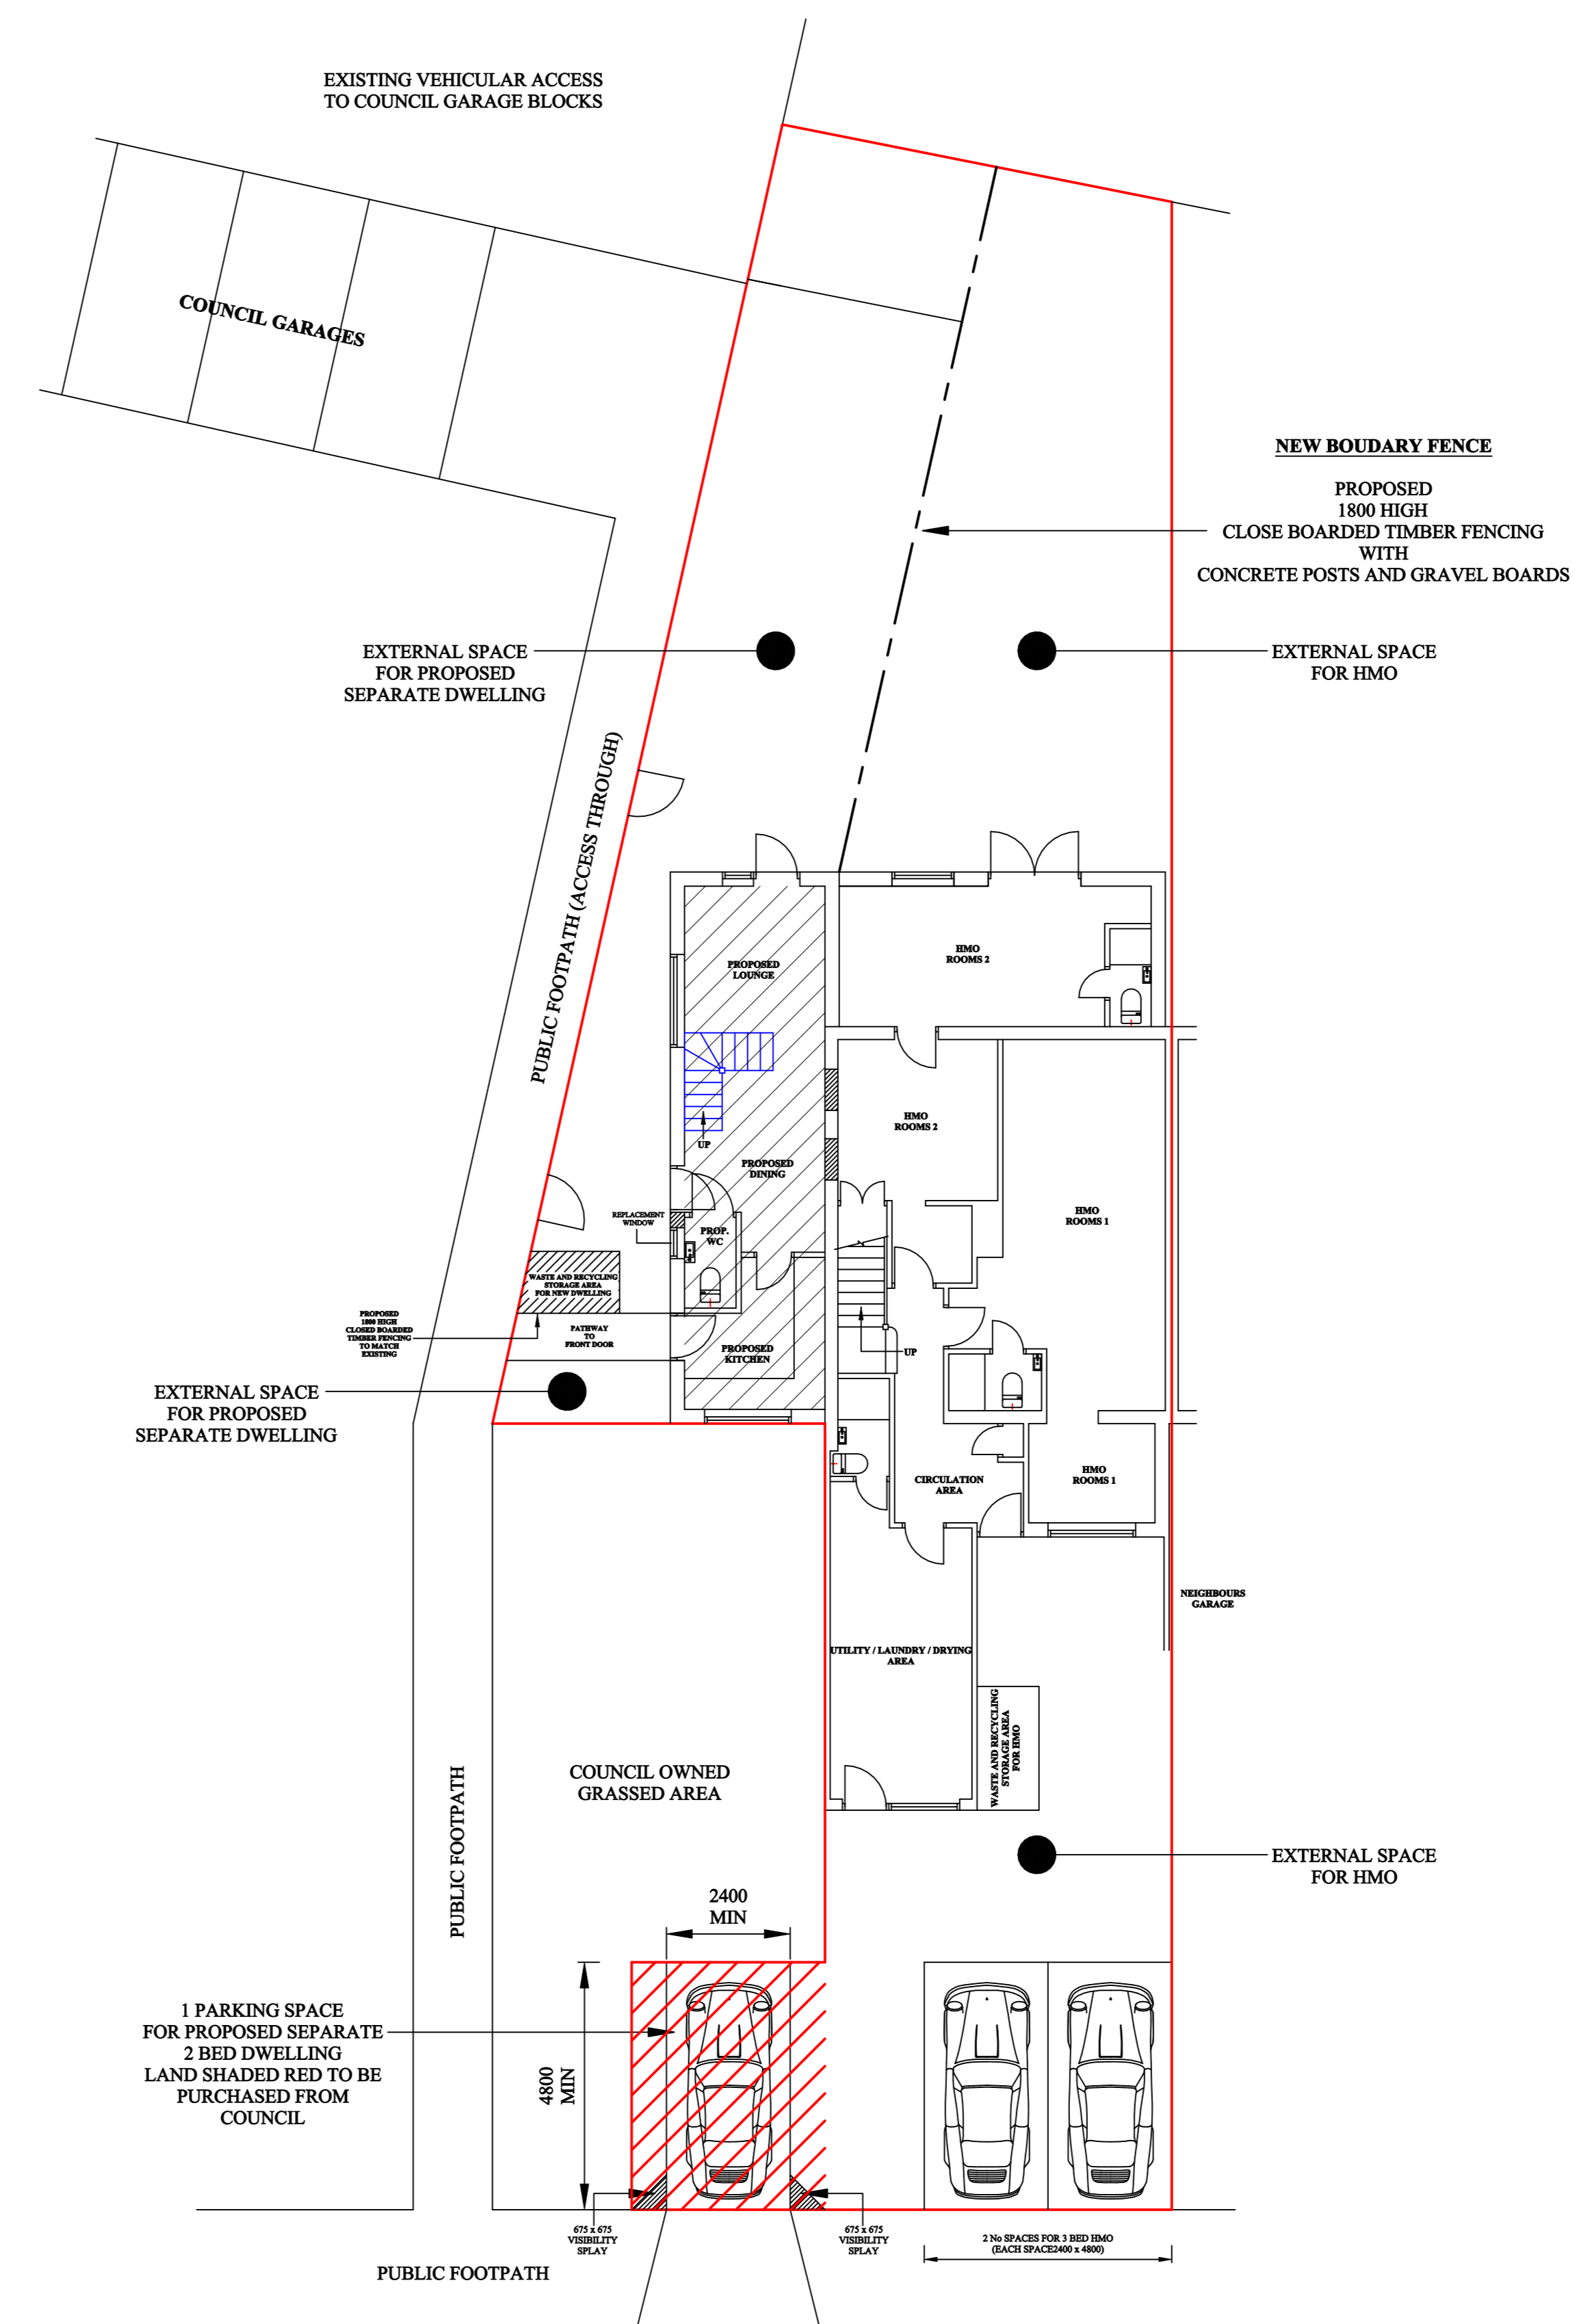 EXISTING VEHICULAR ACCESS
TO COUNCIL GARAGE BLOCKS
COUNCIL GARAGES
NEW BOUDARY FENCE
PROPOSED
1800 HIGH
CLOSE BOARDED TIMBER FENCING
WITH
CONCRETE POSTS AND GRAVEL BOARDS
EXTERNAL SPACE
FOR PROPOSED
SEPARATE DWELLING
EXTERNAL SPACE
FOR HMO
PUBLIC FOOTPATH (ACCESS THROUGH)
HMO
ROOMS 2
PROPOSED
LOUNGE
HMO
ROOMS 2
UP
PROPOSED
DINING
REPLACEMENT
WINDOW
PROP.
WC
HMO
ROOMS 1
WASTE AND RECYCLING
STORAGE AREA
FOR NEW DWELLING
PROPOSED
1800 HIGH
CLOSED BOARDED
TIMBER FENCING
TO MATCH
EXISTING
PATHWAY
TO
FRONT DOOR
PROPOSED
KITCHEN
UP
EXTERNAL SPACE
FOR PROPOSED
SEPARATE DWELLING
CIRCULATION
AREA
HMO
ROOMS 1
NEIGHBOURS
GARAGE
UTILITY / LAUNDRY / DRYING
AREA
WASTE AND RECYCLING
STORAGE AREA
FOR HMO
COUNCIL OWNED
GRASSED AREA
PUBLIC FOOTPATH
EXTERNAL SPACE
FOR HMO
2400
MIN
1 PARKING SPACE
FOR PROPOSED SEPARATE
2 BED DWELLING
LAND SHADED RED TO BE
PURCHASED FROM
COUNCIL
4800
MIN
675 x 675
VISIBILITY
SPLAY
675 x 675
VISIBILITY
SPLAY
2 No SPACES FOR 3 BED HMO
(EACH SPACE2400 x 4800)
PUBLIC FOOTPATH